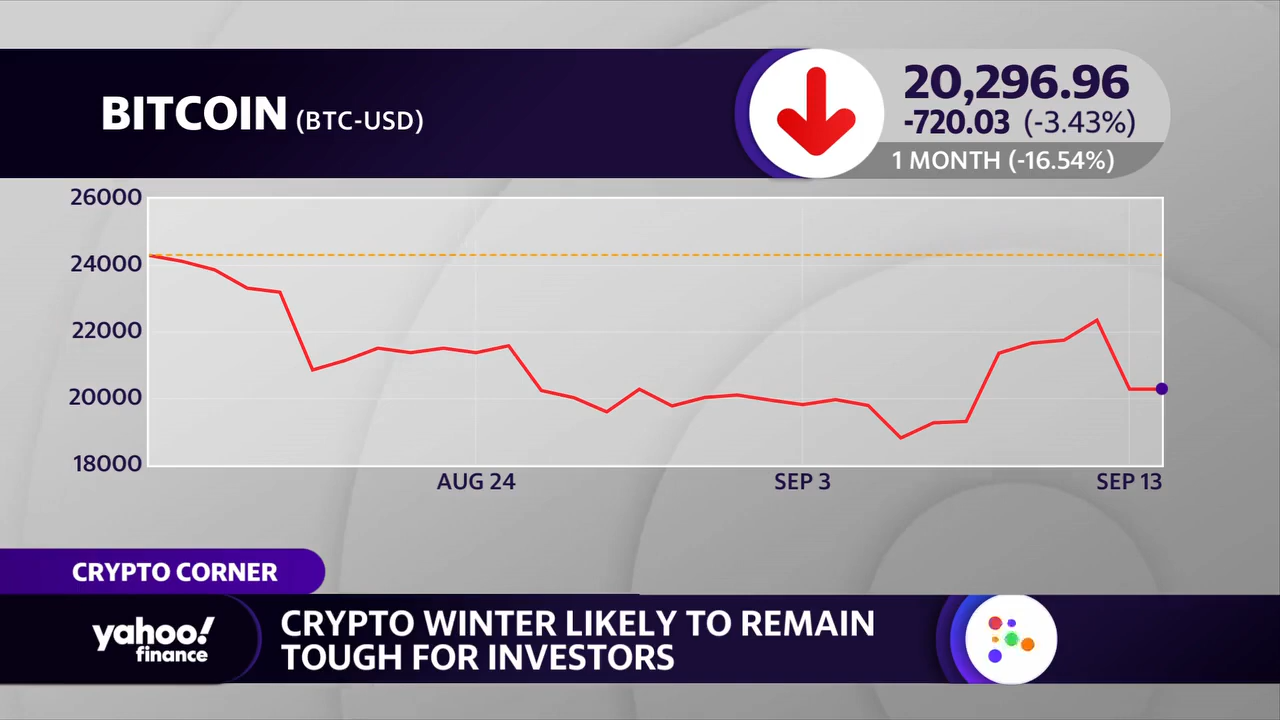 BITCOIN (BTC-USD)
20,296.96
-720.03 (-3.43%)
1 MONTH (-16.54%)
26000
24000
22000
20000
18000
AUG 24
SEP 3
SEP 13
CRYPTO CORNER
yahoo!
finance
CRYPTO WINTER LIKELY TO REMAIN
TOUGH FOR INVESTORS